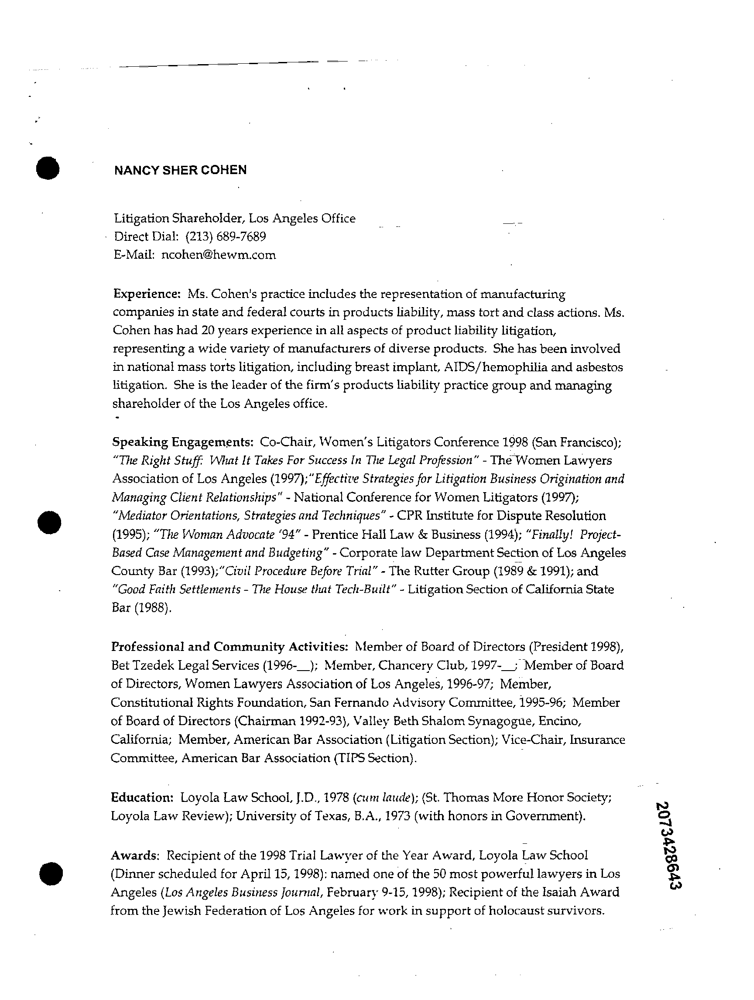 NANCY SHER COHEN
Litigation Shareholder, Los Angeles Office
Direct Dial: (213) 689-7689
E-Mail: ncohen@hewm.com
Experience: Ms. Cohen's practice includes the representation of manufacturing
companies in state and federal courts in products liability, mass tort and class actions. Ms.
Cohen has had 20 years experience in all aspects of product liability litigation,
representing a wide variety of manufacturers of diverse products. She has been involved
in national mass torts litigation, including breast implant, AIDS/hemophilia and asbestos
litigation. She is the leader of the firm's products liability practice group and managing
shareholder of the Los Angeles office.
Speaking Engagements: Co-Chair, Women's Litigators Conference 1998 (San Francisco);
"The Right Stuff: What It Takes For Success In The Legal Profession" - The Women Lawyers
Association of Los Angeles (1997);"Effective Strategies for Litigation Business Origination and
Managing Client Relationships" - National Conference for Women Litigators (1997);
"Mediator Orientations, Strategies and Techniques" - CPR Institute for Dispute Resolution
(1995); "The Woman Advocate '94" - Prentice Hall Law & Business (1994); "Finally! Project-
Based Case Management and Budgeting" - Corporate law Department Section of Los Angeles
County Bar (1993);"Civil Procedure Before Trial" - The Rutter Group (1989 & 1991); and
"Good Faith Settlements - The House that Tech-Built" - Litigation Section of California State
Bar (1988).
Professional and Community Activities: Member of Board of Directors (President 1998),
Bet Tzedek Legal Services (1996-__); Member, Chancery Club, 1997-__; Member of Board
of Directors, Women Lawyers Association of Los Angeles, 1996-97; Member,
Constitutional Rights Foundation, San Fernando Advisory Committee, 1995-96; Member
of Board of Directors (Chairman 1992-93), Valley Beth Shalom Synagogue, Encino,
California; Member, American Bar Association (Litigation Section); Vice-Chair, Insurance
Committee, American Bar Association (TIPS Section).
Education: Loyola Law School, J.D., 1978 (cum laude); (St. Thomas More Honor Society;
Loyola Law Review); University of Texas, B.A., 1973 (with honors in Government).
Awards: Recipient of the 1998 Trial Lawyer of the Year Award, Loyola Law School
(Dinner scheduled for April 15, 1998): named one of the 50 most powerful lawyers in Los
Angeles (Los Angeles Business Journal, February 9-15, 1998); Recipient of the Isaiah Award
from the Jewish Federation of Los Angeles for work in support of holocaust survivors.
2073428643